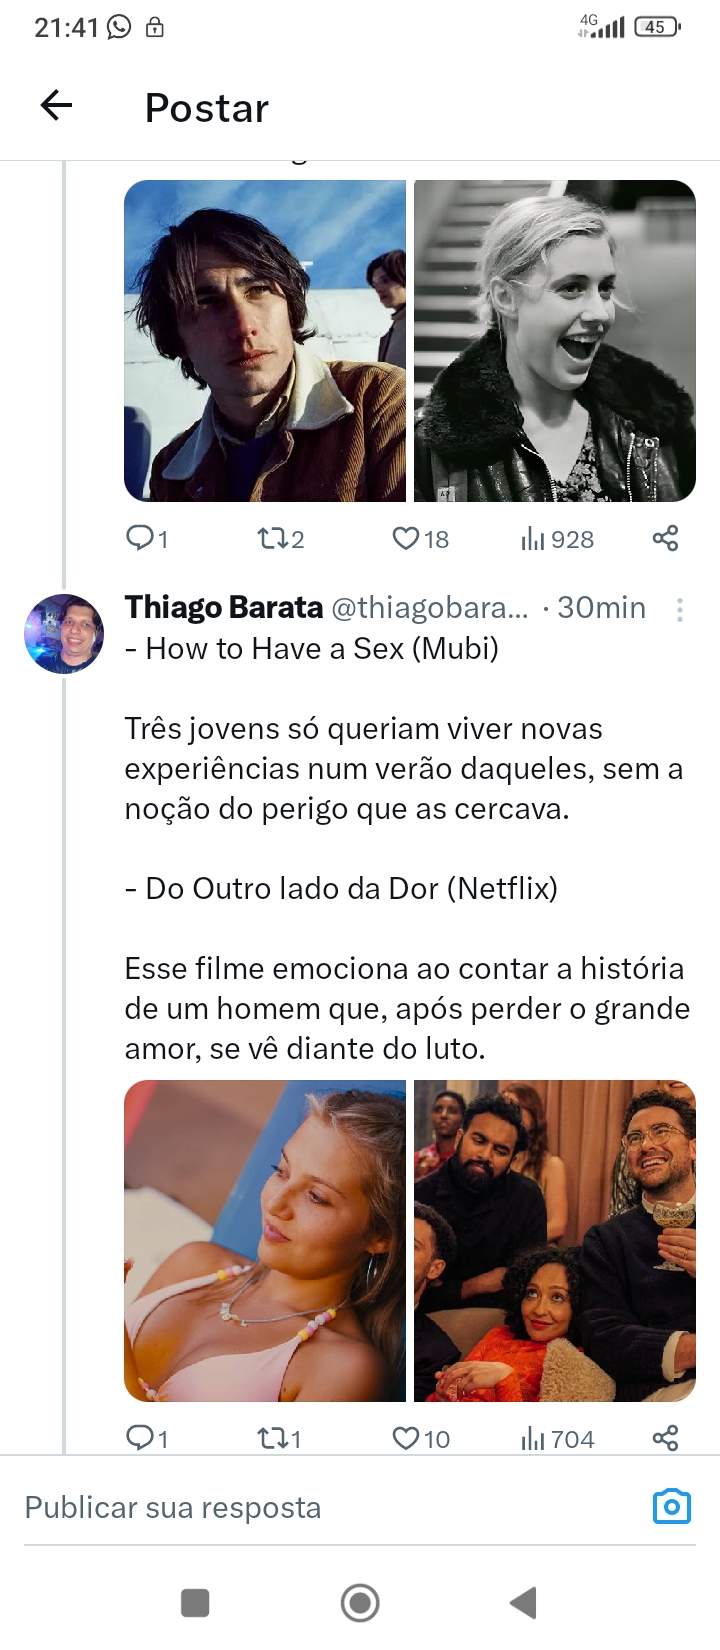 21:41
4G
45
Postar
1
2
18
928
Thiago Barata @thiagobara... · 30min
- How to Have a Sex (Mubi)
Três jovens só queriam viver novas
experiências num verão daqueles, sem a
noção do perigo que as cercava.
- Do Outro lado da Dor (Netflix)
Esse filme emociona ao contar a história
de um homem que, após perder o grande
amor, se vê diante do luto.
1
1
10
704
Publicar sua resposta